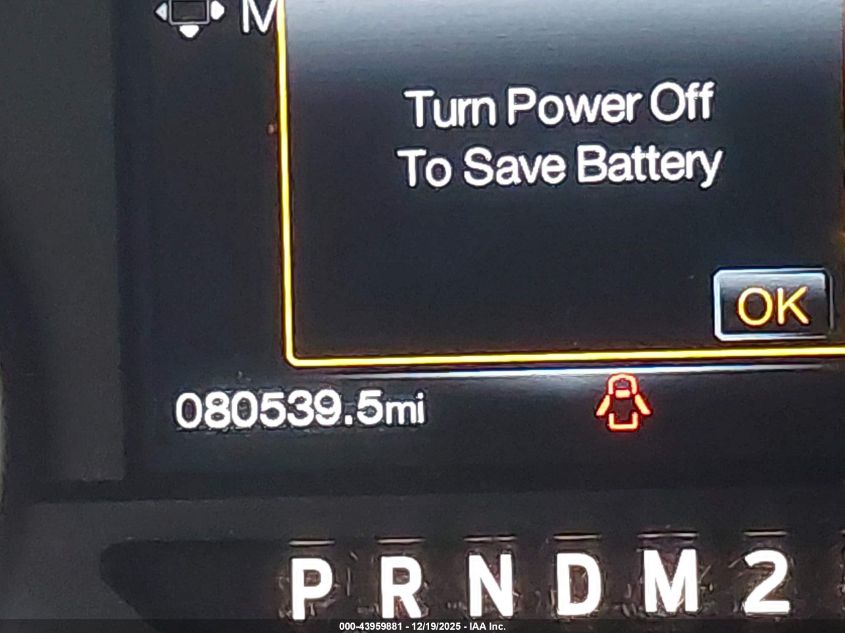 M
Turn Power Off
To Save Battery
OK
080539.5mi
P R N D M 2
000-43959881 - 12/19/2025 - IAA Inc.